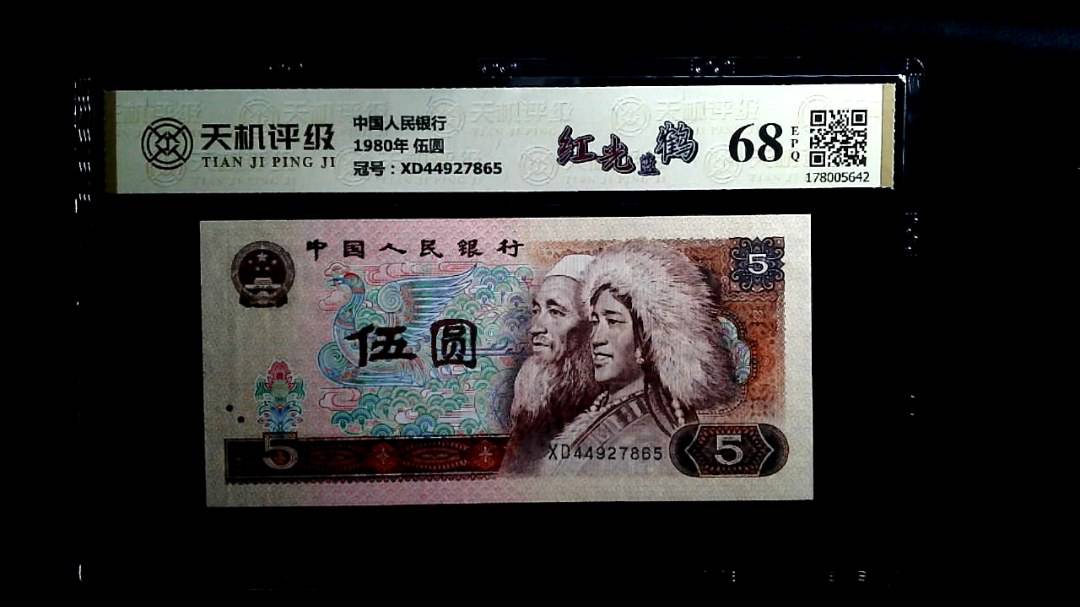 天机评级
TIAN JI PING JI
中国人民银行
1980年 伍圆
冠号：XD44927865
红光蓝鹤
68
EPQ
178005642
中国人民银行
5
伍圆
5
XD44927865
5